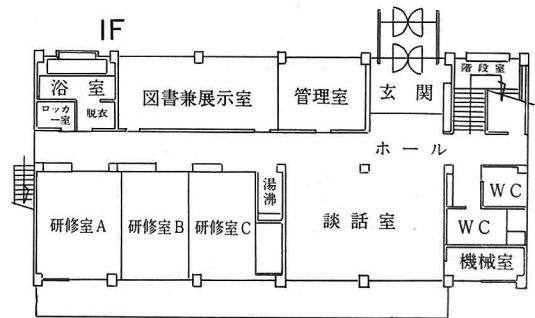 1F
浴室
ロッカ
ー室
脱衣
図書兼展示室
管理室
玄関
階段室
ホール
研修室A
研修室B
研修室C
湯沸
談話室
WC
WC
機械室